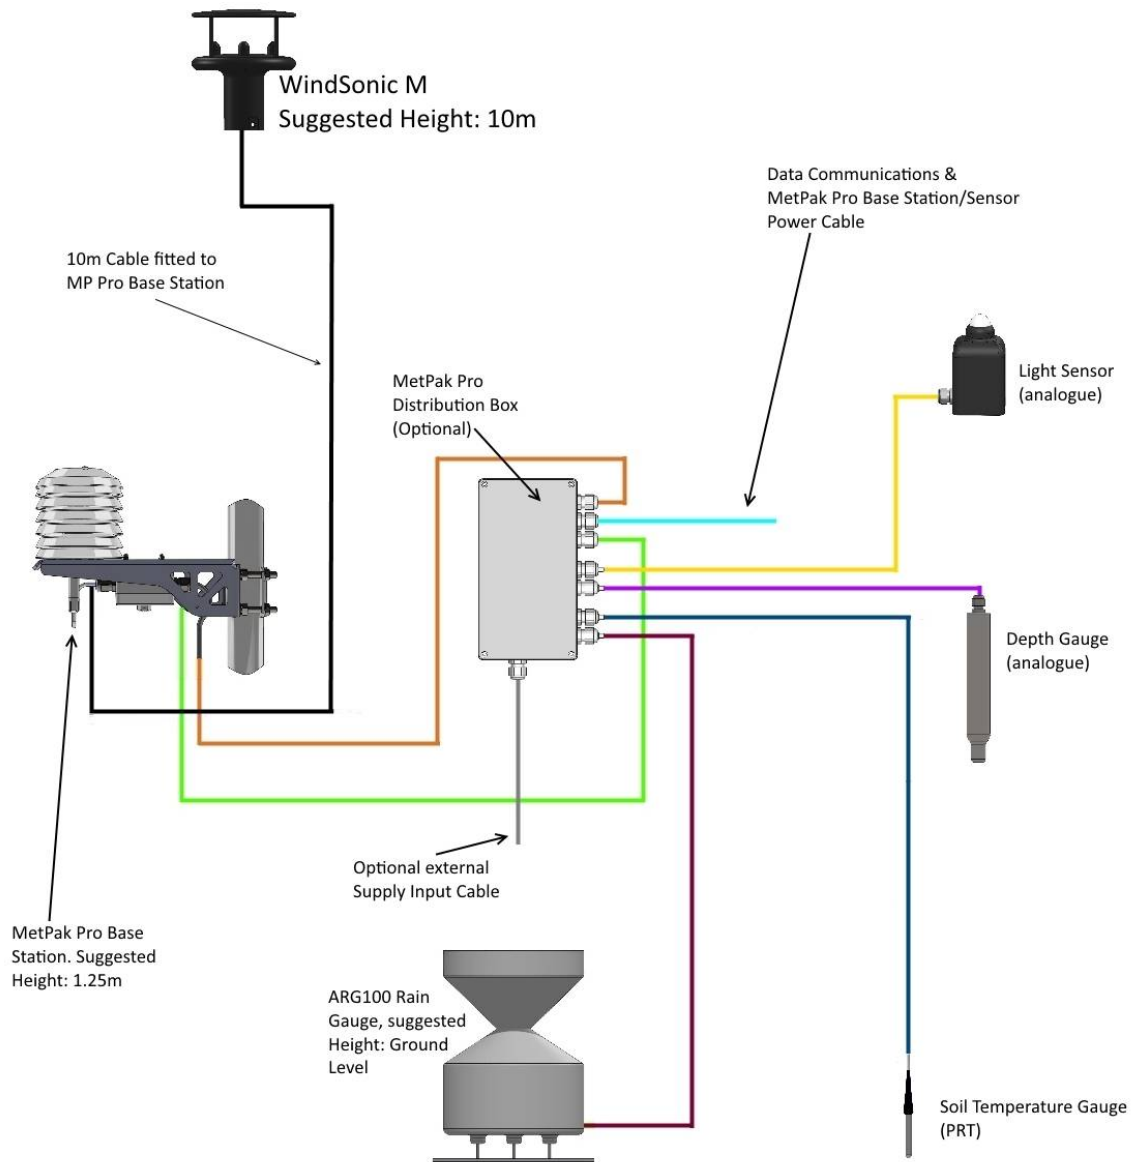 WindSonic M
Suggested Height: 10m
Data Communications &
MetPak Pro Base Station/Sensor
Power Cable
10m Cable fitted to
MP Pro Base Station
MetPak Pro
Distribution Box
(Optional)
Light Sensor
(analogue)
Depth Gauge
(analogue)
Optional external
Supply Input Cable
MetPak Pro Base
Station. Suggested
Height: 1.25m
ARG100 Rain
Gauge, suggested
Height: Ground
Level
Soil Temperature Gauge
(PRT)